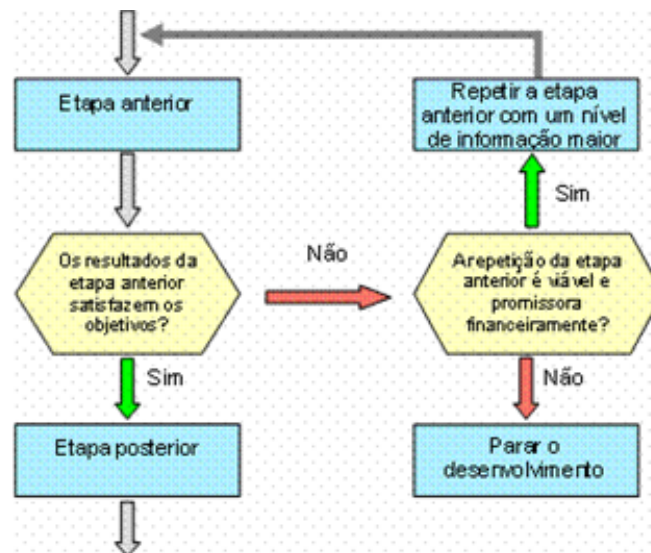 Etapa anterior
Repetir a etapa
anterior com um nível
de informação maior
Sim
Os resultados da
etapa anterior
satisfazem os
objetivos?
Não
A repetição da etapa
anterior é viável e
promissora
financeiramente?
Sim
Não
Etapa posterior
Parar o
desenvolvimento